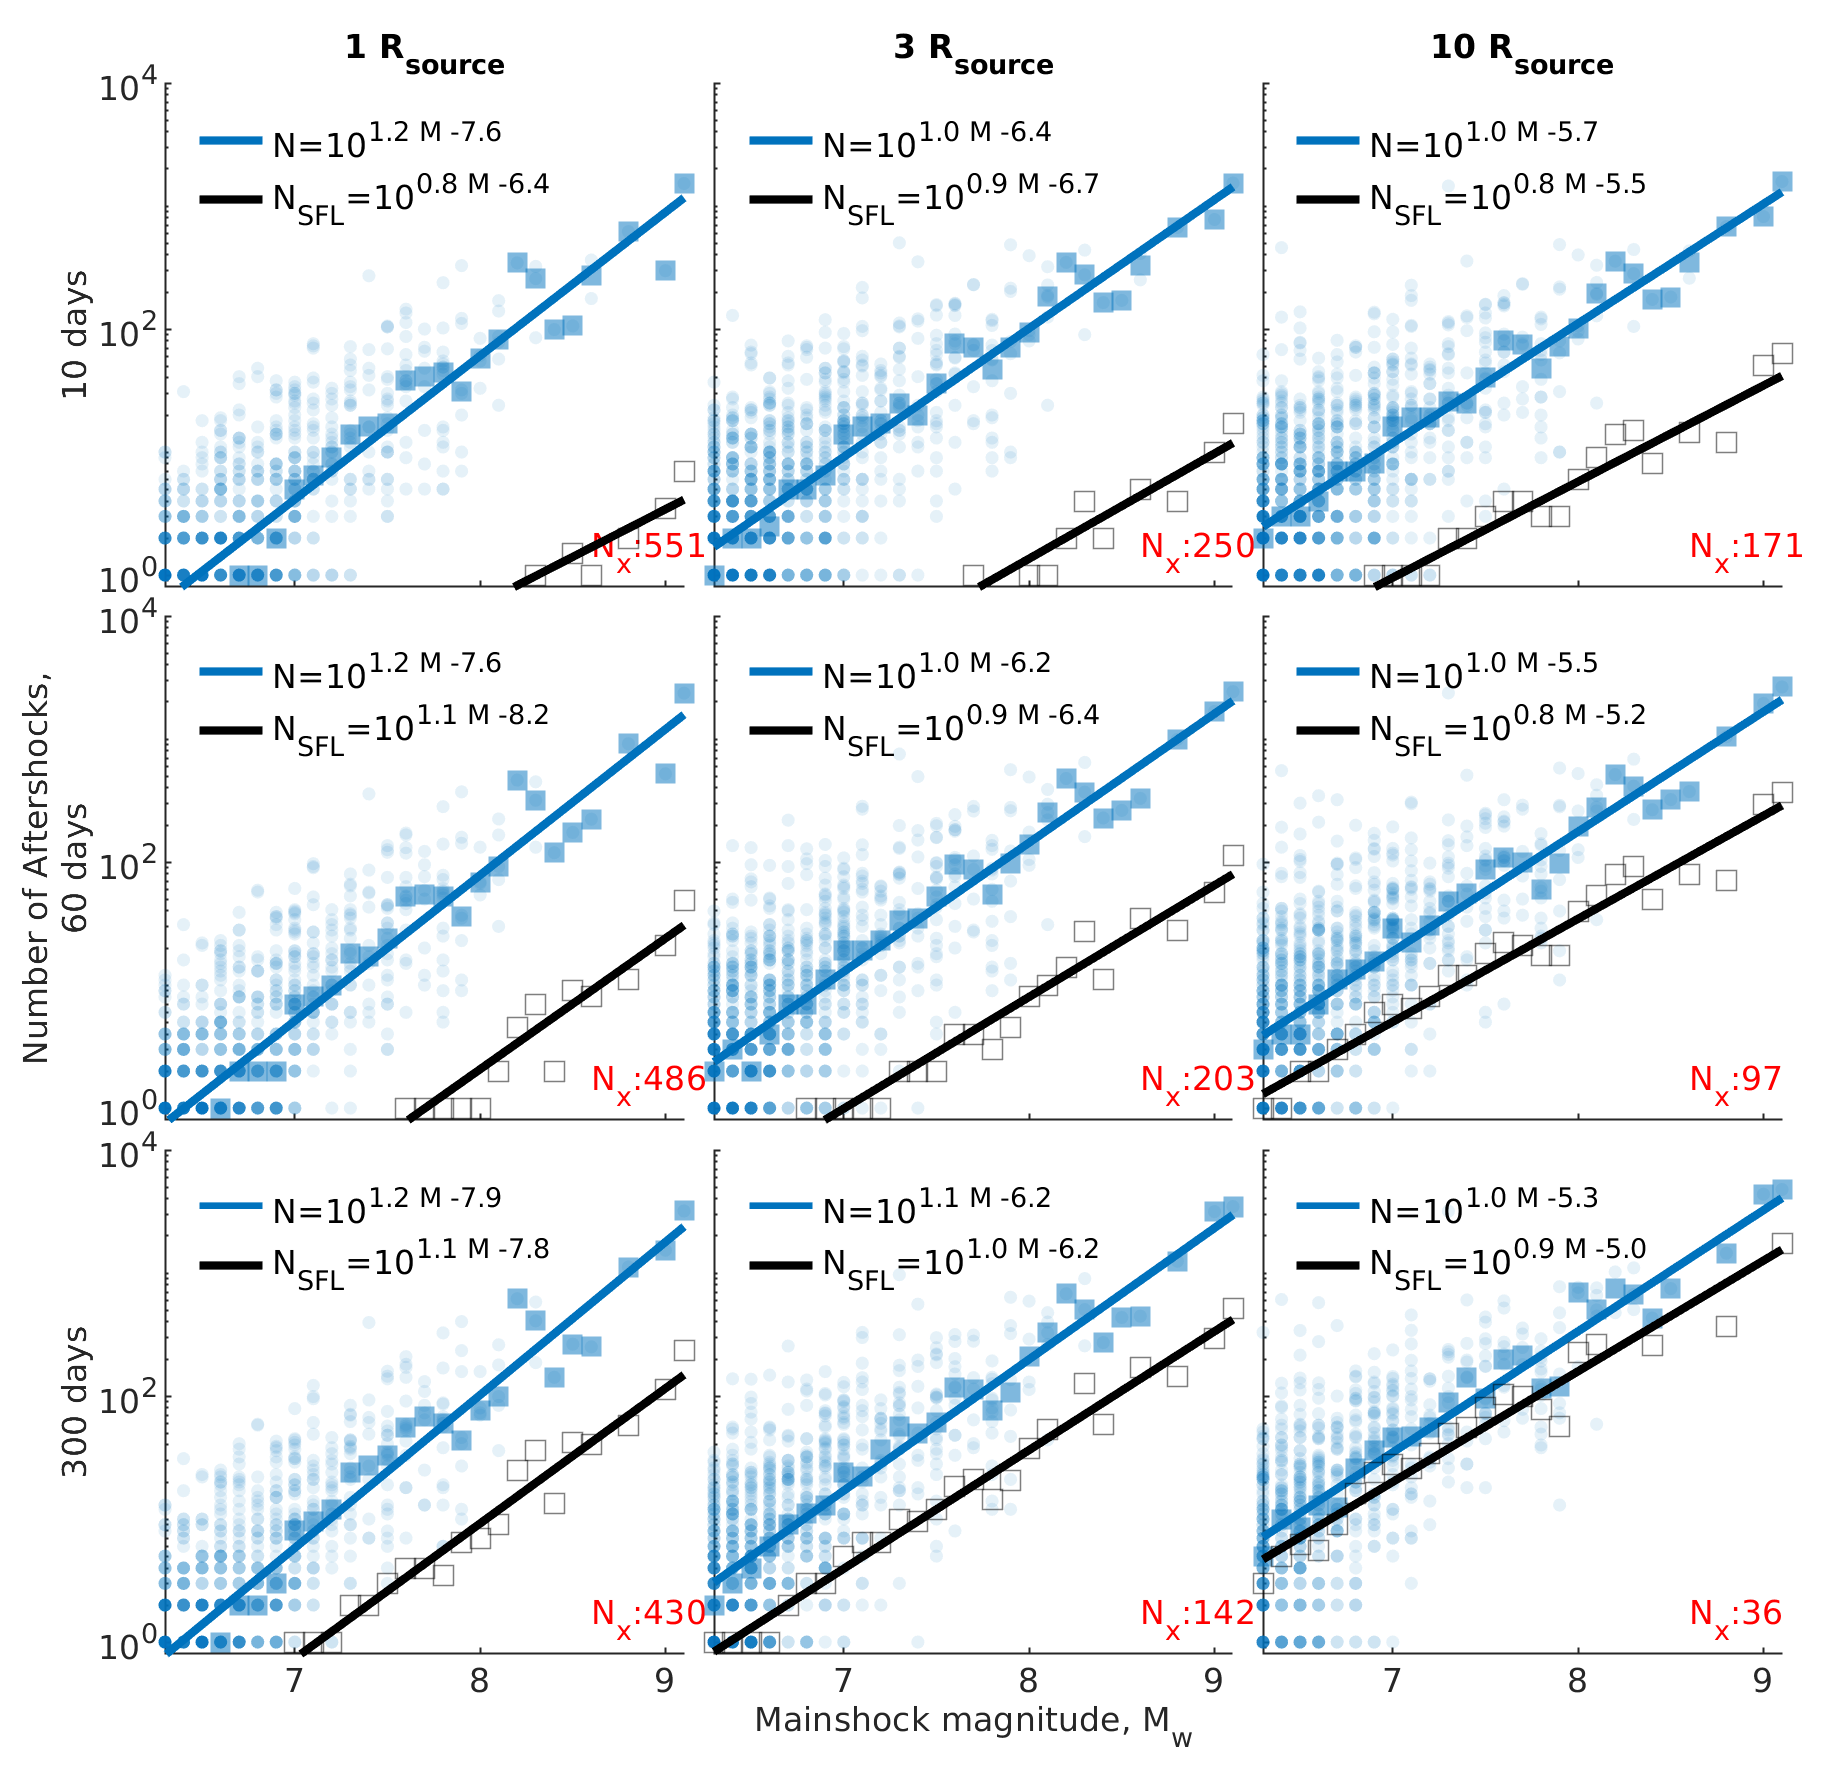 1 Rsource 3 Rsource 10 Rsource
10^4
N=10^1.2 M -7.6
N_SFL=10^0.8 M -6.4
N=10^1.0 M -6.4
N_SFL=10^0.9 M -6.7
N=10^1.0 M -5.7
N_SFL=10^0.8 M -5.5
10 days
10^2
N_x:551
N_x:250
N_x:171
10^0
10^4
N=10^1.2 M -7.6
N_SFL=10^1.1 M -8.2
N=10^1.0 M -6.2
N_SFL=10^0.9 M -6.4
N=10^1.0 M -5.5
N_SFL=10^0.8 M -5.2
Number of Aftershocks,
60 days
10^2
N_x:486
N_x:203
N_x:97
10^0
10^4
N=10^1.2 M -7.9
N_SFL=10^1.1 M -7.8
N=10^1.1 M -6.2
N_SFL=10^1.0 M -6.2
N=10^1.0 M -5.3
N_SFL=10^0.9 M -5.0
300 days
10^2
N_x:430
N_x:142
N_x:36
10^0
7 8 9 7 8 9 7 8 9
Mainshock magnitude, M_w